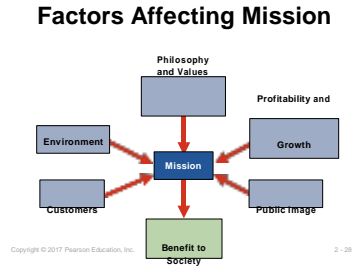 Factors Affecting Mission
Philosophy
and Values
Profitability and
Growth
Environment
Mission
Customers
Public Image
Benefit to
Society
Copyright © 2017 Pearson Education, Inc.
2 - 28